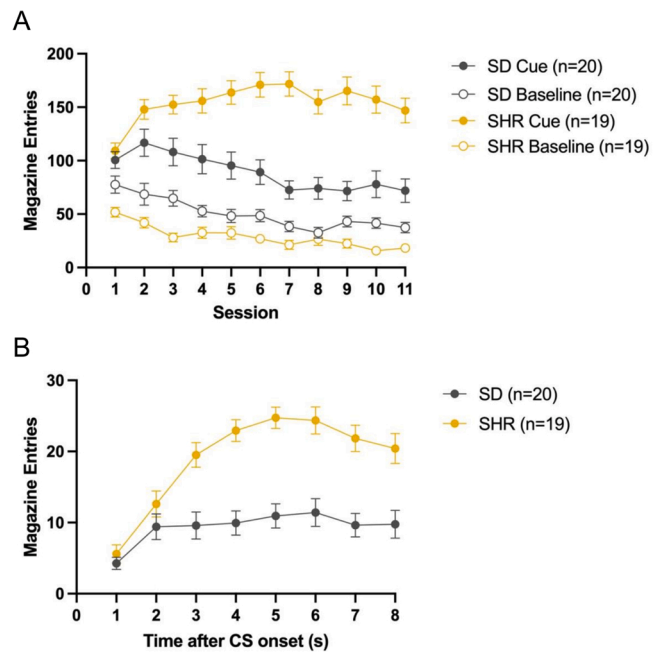 A
Magazine Entries
200
150
100
50
0
0 1 2 3 4 5 6 7 8 9 10 11
Session
SD Cue (n=20)
SD Baseline (n=20)
SHR Cue (n=19)
SHR Baseline (n=19)
B
Magazine Entries
30
20
10
0
0 1 2 3 4 5 6 7 8
Time after CS onset (s)
SD (n=20)
SHR (n=19)